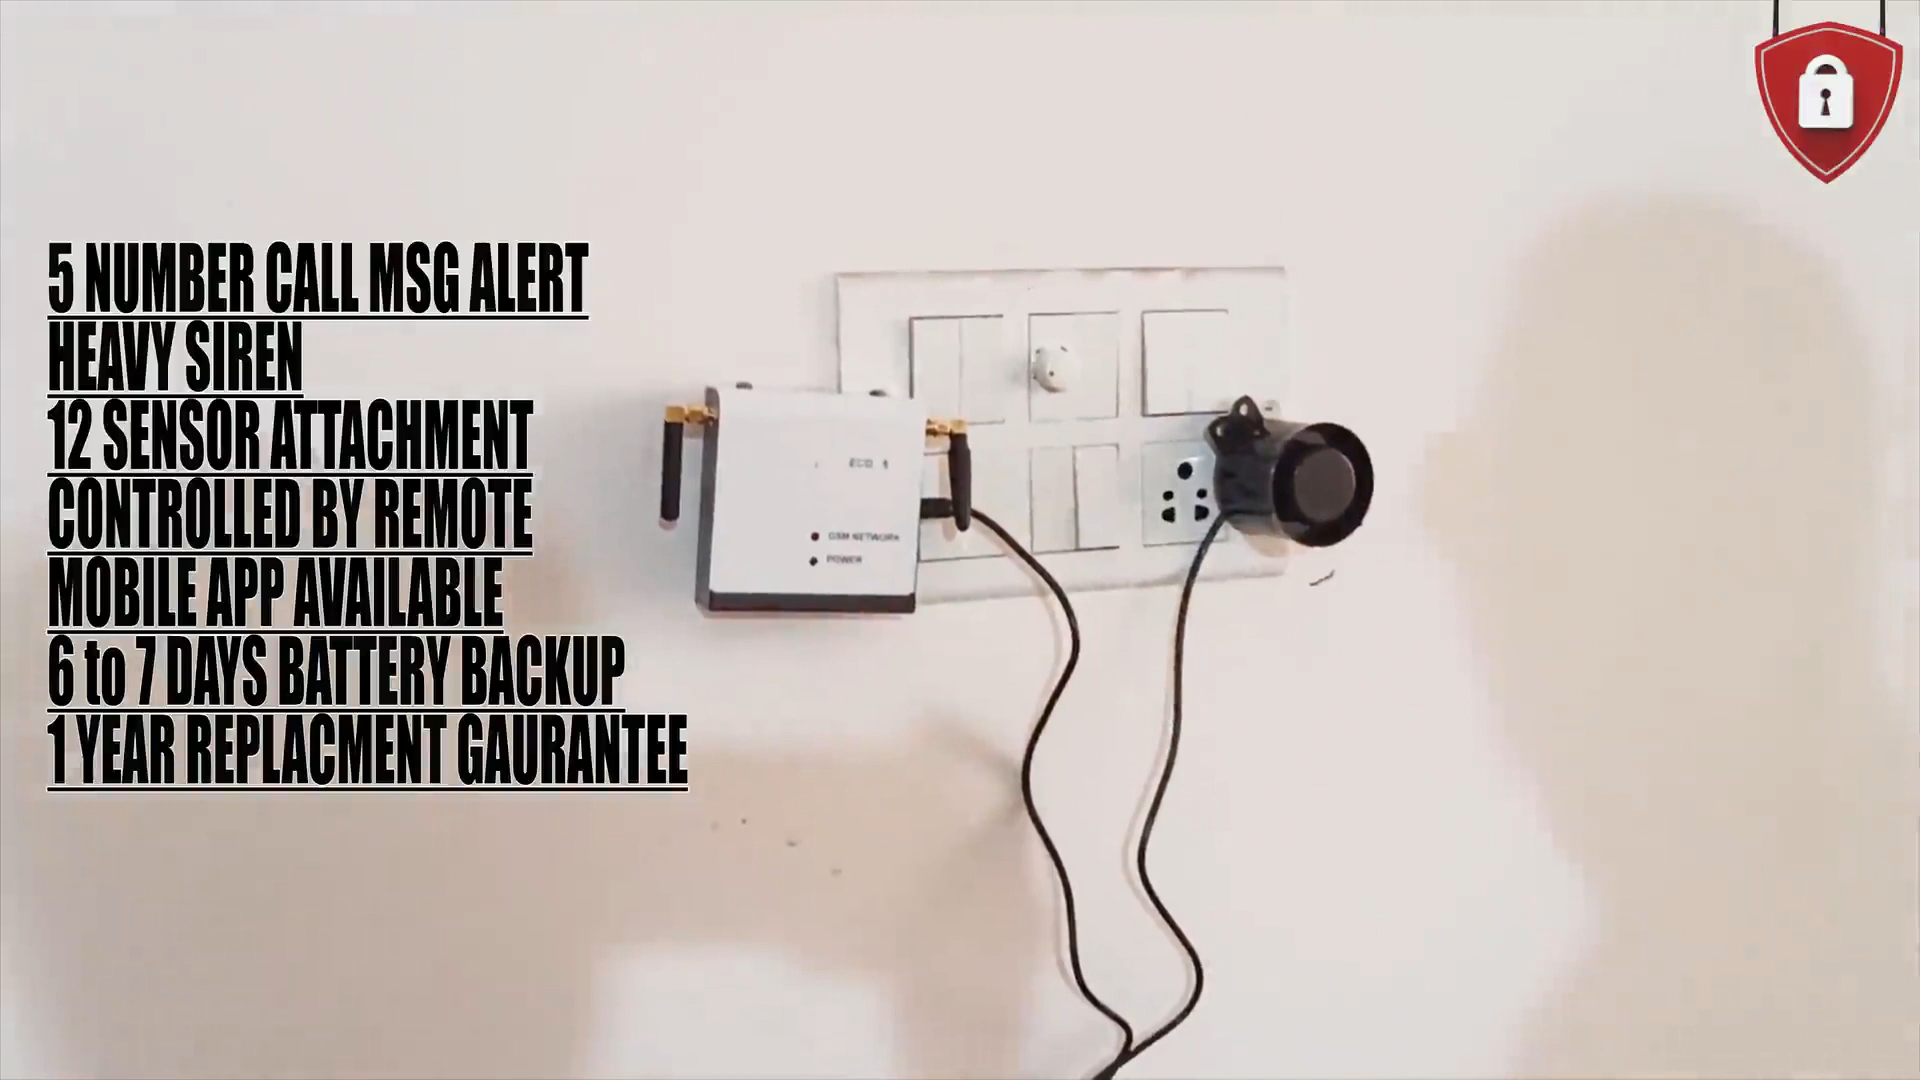 5 NUMBER CALL MSG ALERT
HEAVY SIREN
12 SENSOR ATTACHMENT
CONTROLLED BY REMOTE
MOBILE APP AVAILABLE
6 to 7 DAYS BATTERY BACKUP
1 YEAR REPLACMENT GAURANTEE
ECO
GSM NETWORK
POWER